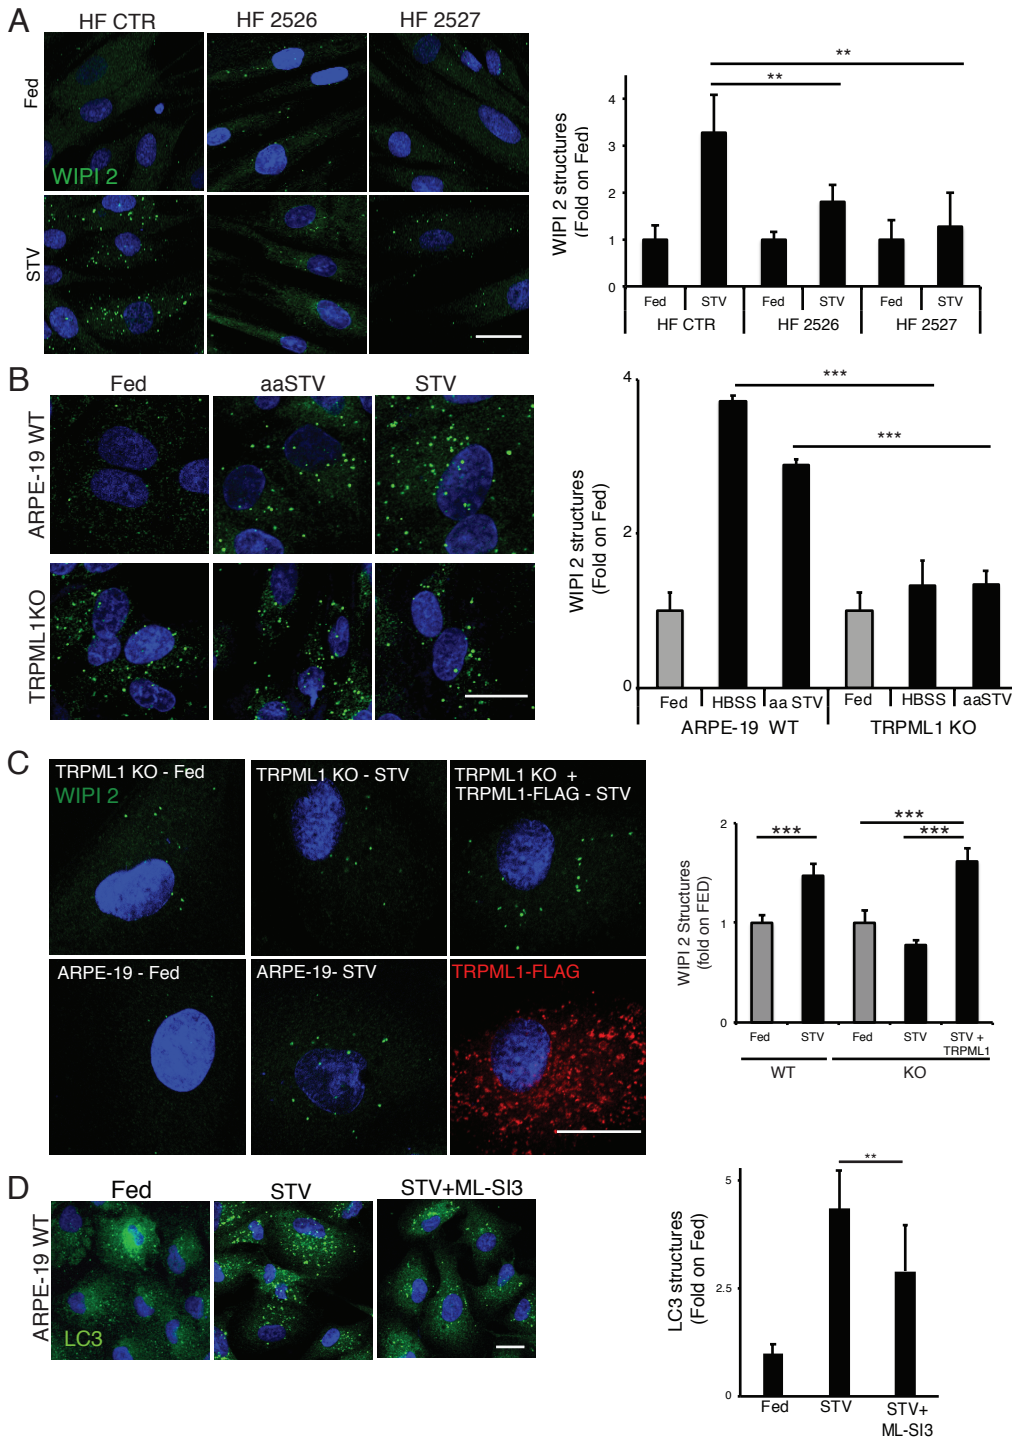 A
HF CTR
HF 2526
HF 2527
Fed
WIPI 2
STV
WIPI 2 structures
(Fold on Fed)
4
3
2
1
0
**
**
Fed
STV
Fed
STV
Fed
STV
HF CTR
HF 2526
HF 2527
B
Fed
aaSTV
STV
ARPE-19 WT
TRPML1KO
WIPI 2 structures
(Fold on Fed)
4
2
0
***
***
Fed
HBSS
aa STV
Fed
HBSS
aaSTV
ARPE-19 WT
TRPML1 KO
C
TRPML1 KO - Fed
WIPI 2
TRPML1 KO - STV
TRPML1 KO +
TRPML1-FLAG - STV
ARPE-19 - Fed
ARPE-19- STV
TRPML1-FLAG
WIPI 2 Structures
(fold on FED)
2
1
0
***
***
***
Fed
STV
Fed
STV
STV +
TRPML1
WT
KO
D
Fed
STV
STV+ML-SI3
ARPE-19 WT
LC3
LC3 structures
(Fold on Fed)
5
2.5
0
**
Fed
STV
STV+
ML-SI3